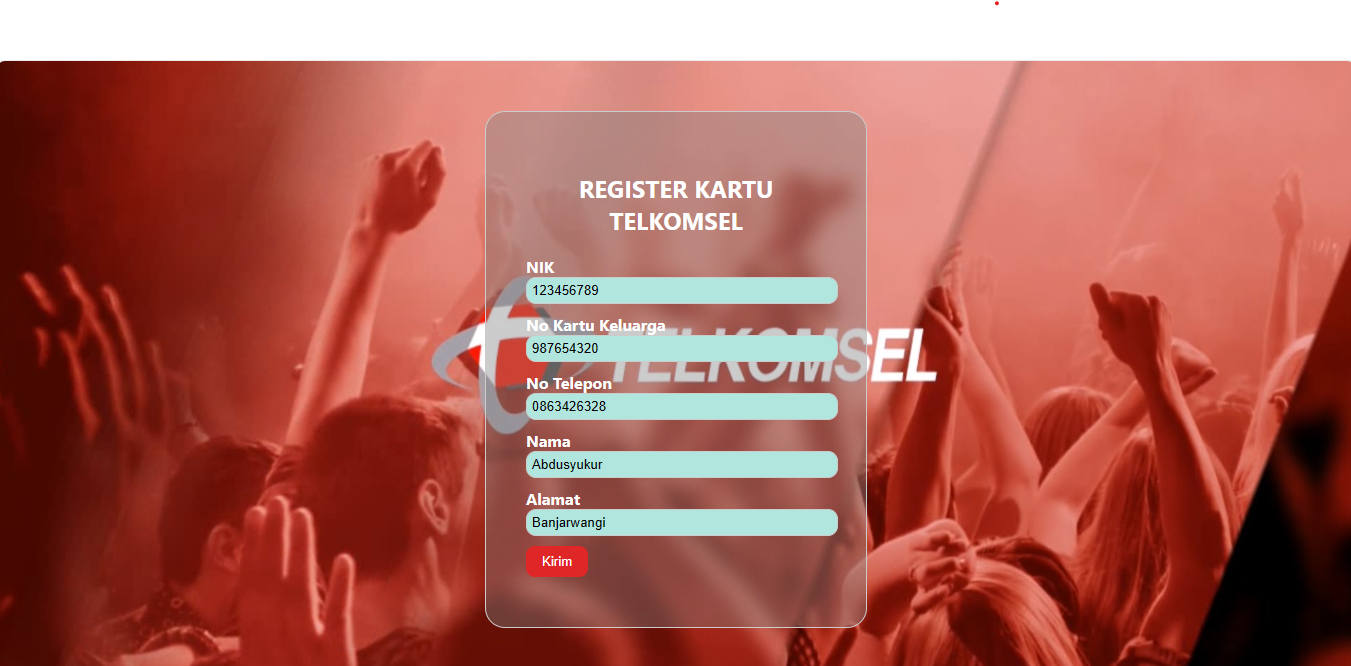 REGISTER KARTU
TELKOMSEL
NIK
123456789
No Kartu Keluarga
987654320
TELKOMSEL
No Telepon
0863426328
Nama
Abdusyukur
Alamat
Banjarwangi
Kirim